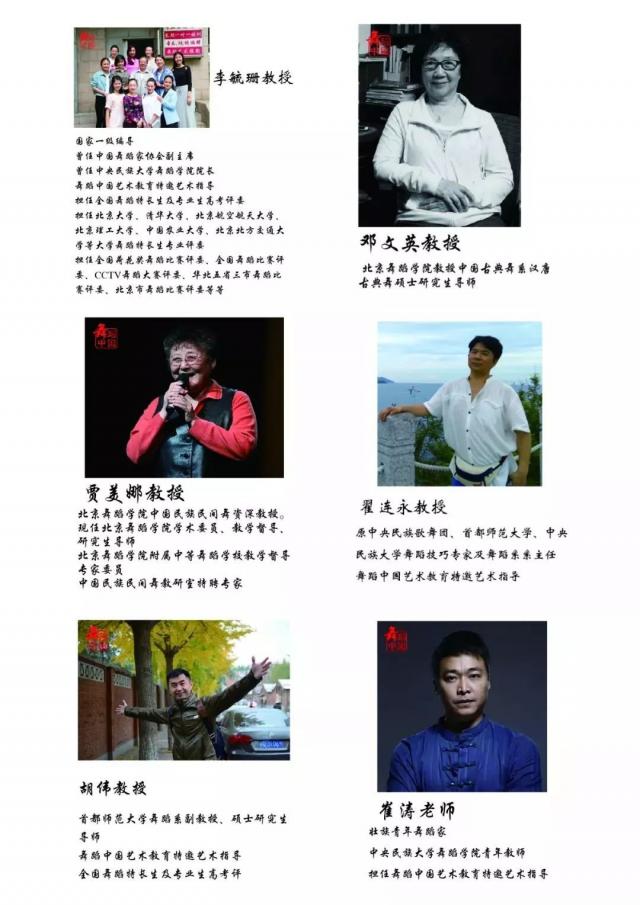 舞蹈中国
李毓珊教授
国家一级编导
曾任中国舞蹈家协会副主席
曾任中央民族大学舞蹈学院院长
舞蹈中国艺术教育特邀艺术指导
担任全国舞蹈特长生及专业生高考评委
担任北京大学、清华大学、北京航空航天大学、
北京理工大学、中国农业大学、北京北方交通大
学等大学舞蹈特长生专业评委
担任全国荷花奖舞蹈比赛评委、全国舞蹈比赛评
委、CCTV舞蹈大赛评委、华北五省三市舞蹈比
赛评委、北京市舞蹈比赛评委等等
舞蹈中国
邓文英教授
北京舞蹈学院教授中国古典舞系汉唐
古典舞硕士研究生导师
舞蹈中国
贾美娜教授
北京舞蹈学院中国民族民间舞资深教授。
现任北京舞蹈学院学术委员、教学督导、
研究生导师
北京舞蹈学院附属中等舞蹈学校教学督导
专家委员
中国民族民间舞教研室特聘专家
翟连永教授
原中央民族歌舞团、首都师范大学、中央
民族大学舞蹈技巧专家及舞蹈系系主任
舞蹈中国艺术教育特邀艺术指导
舞蹈中国
胡伟教授
首都师范大学舞蹈系副教授、硕士研究生
导师
舞蹈中国艺术教育特邀艺术指导
全国舞蹈特长生及专业生高考评
舞蹈中国
崔涛老师
壮族青年舞蹈家
中央民族大学舞蹈学院青年教师
担任舞蹈中国艺术教育特邀艺术指导